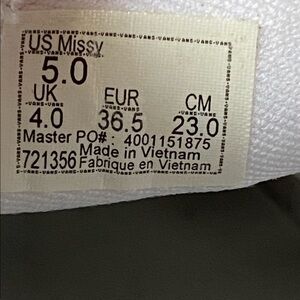 US Missy
5.0
UK EUR CM
4.0 36.5 23.0
Master PO#: 4001151875
Made in Vietnam
721356 Fabrique en Vietnam